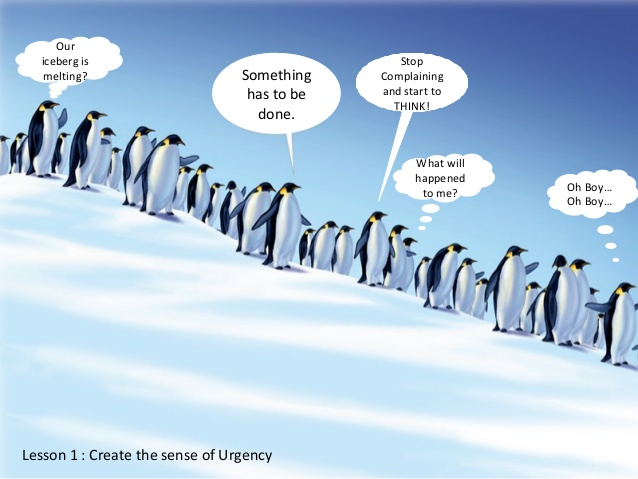 Our
iceberg is
melting?
Something
has to be
done.
Stop
Complaining
and start to
THINK!
What will
happened
to me?
Oh Boy...
Oh Boy...
Lesson 1 : Create the sense of Urgency